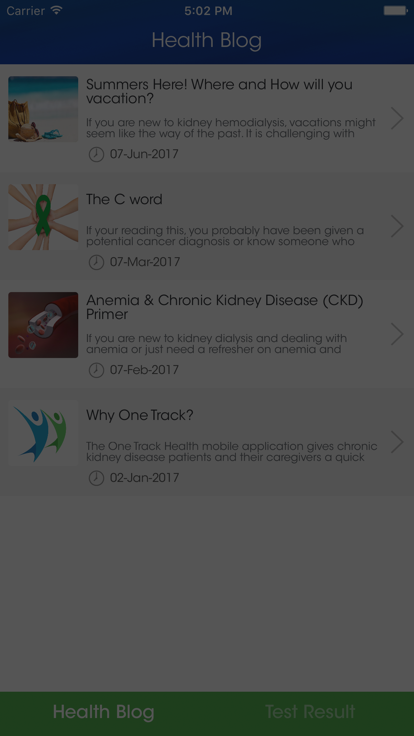 Carrier 5:02 PM
Health Blog
Summers Here! Where and How will you
vacation?
If you are new to kidney hemodialysis, vacations might
seem like the way of the past. It is challenging with
07-Jun-2017
The C word
If your reading this, you probably have been given a
potential cancer diagnosis or know someone who
07-Mar-2017
Anemia & Chronic Kidney Disease (CKD)
Primer
If you are new to kidney dialysis and dealing with
anemia or just need a refresher on anemia and
07-Feb-2017
Why One Track?
The One Track Health mobile application gives chronic
kidney disease patients and their caregivers a quick
02-Jan-2017
Health Blog Test Result